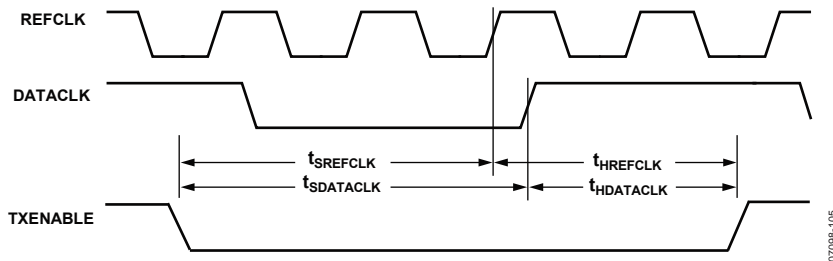 REFCLK
DATACLK
tSREFCLK
tHREFCLK
tSDATACLK
tHDATACLK
TXENABLE
07098-105